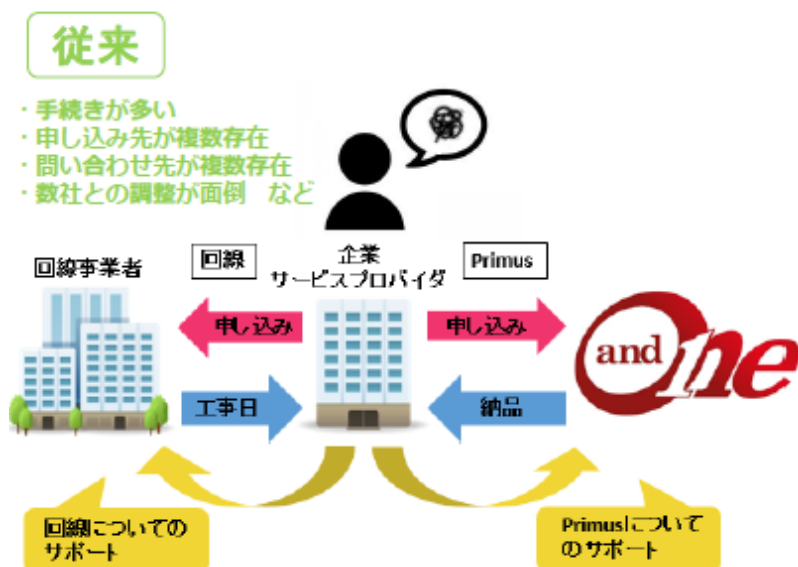 従来
・手続きが多い
・申し込み先が複数存在
・問い合わせ先が複数存在
・数社との調整が面倒　など
回線事業者
回線
企業
サービスプロバイダ
Primus
申し込み
申し込み
and One
工事日
納品
回線についての
サポート
Primusについて
のサポート